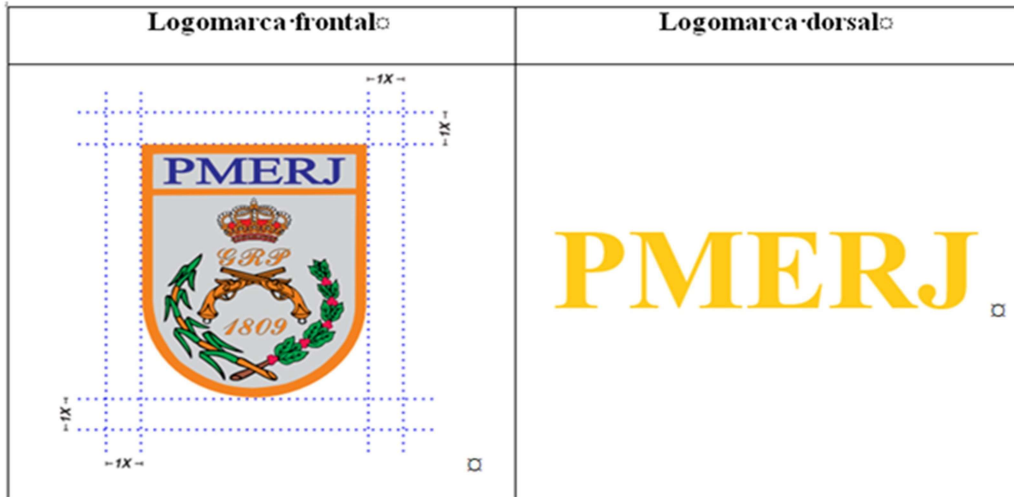 Logomarca·frontal¤
Logomarca·dorsal¤
1X
1X
PMERJ
GRP
1809
1X
1X
¤
PMERJ ¤